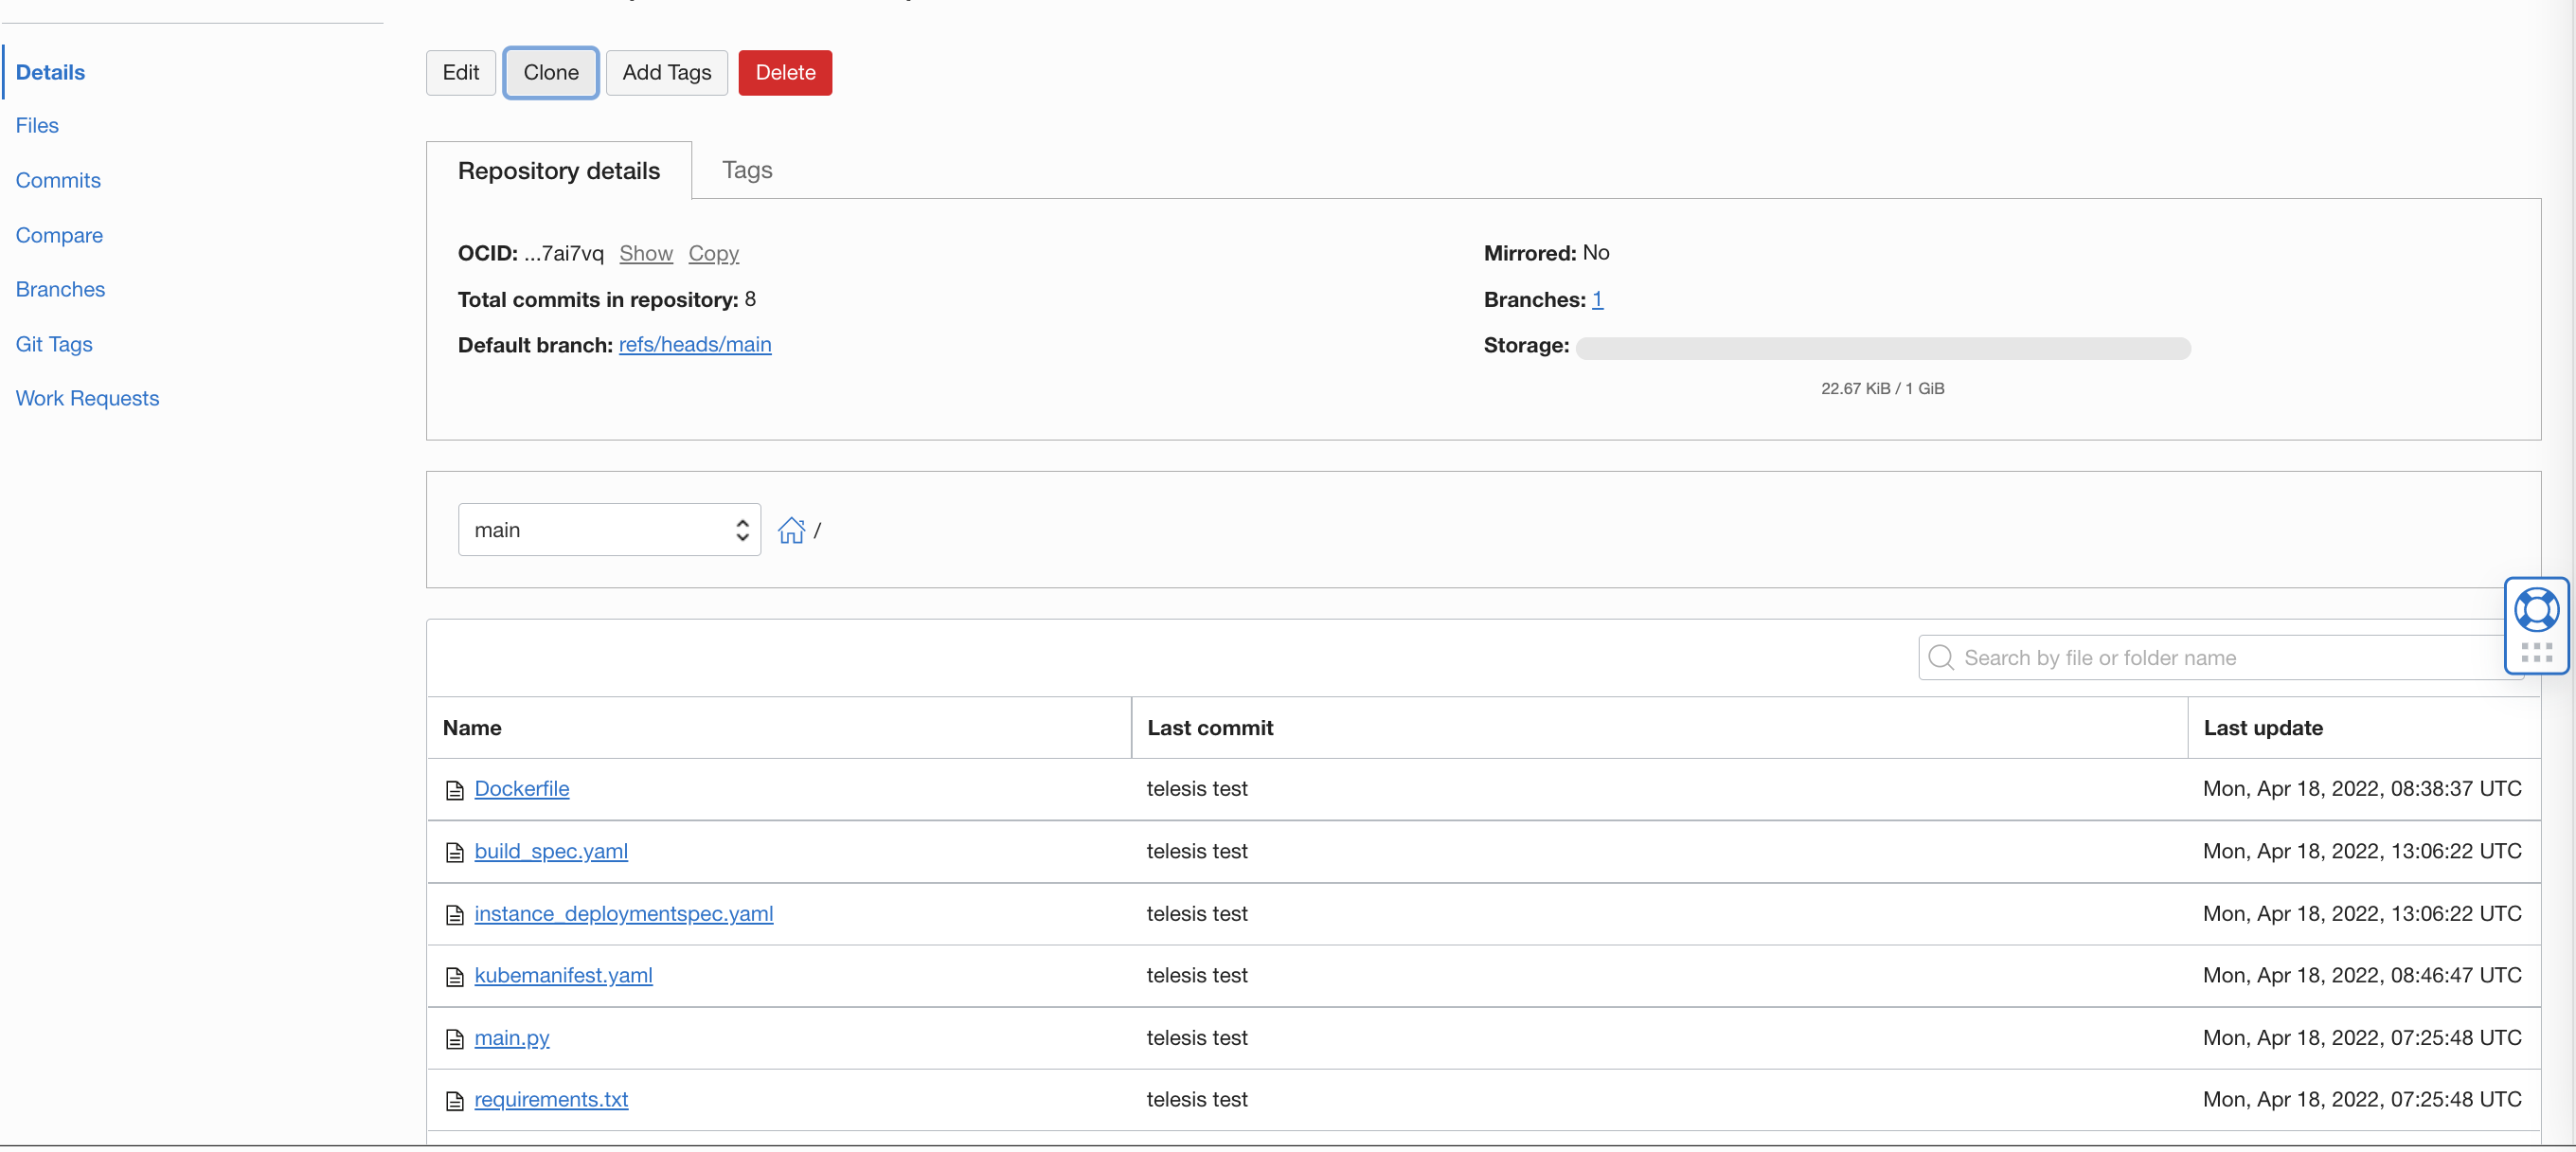 Details
Files
Commits
Compare
Branches
Git Tags
Work Requests
Edit Clone Add Tags Delete
Repository details Tags
OCID: ...7ai7vq Show Copy
Total commits in repository: 8
Default branch: refs/heads/main
Mirrored: No
Branches: 1
Storage:
22.67 KiB / 1 GiB
main /
Search by file or folder name
Name Last commit Last update
Dockerfile telesis test Mon, Apr 18, 2022, 08:38:37 UTC
build_spec.yaml telesis test Mon, Apr 18, 2022, 13:06:22 UTC
instance_deploymentspec.yaml telesis test Mon, Apr 18, 2022, 13:06:22 UTC
kubemanifest.yaml telesis test Mon, Apr 18, 2022, 08:46:47 UTC
main.py telesis test Mon, Apr 18, 2022, 07:25:48 UTC
requirements.txt telesis test Mon, Apr 18, 2022, 07:25:48 UTC